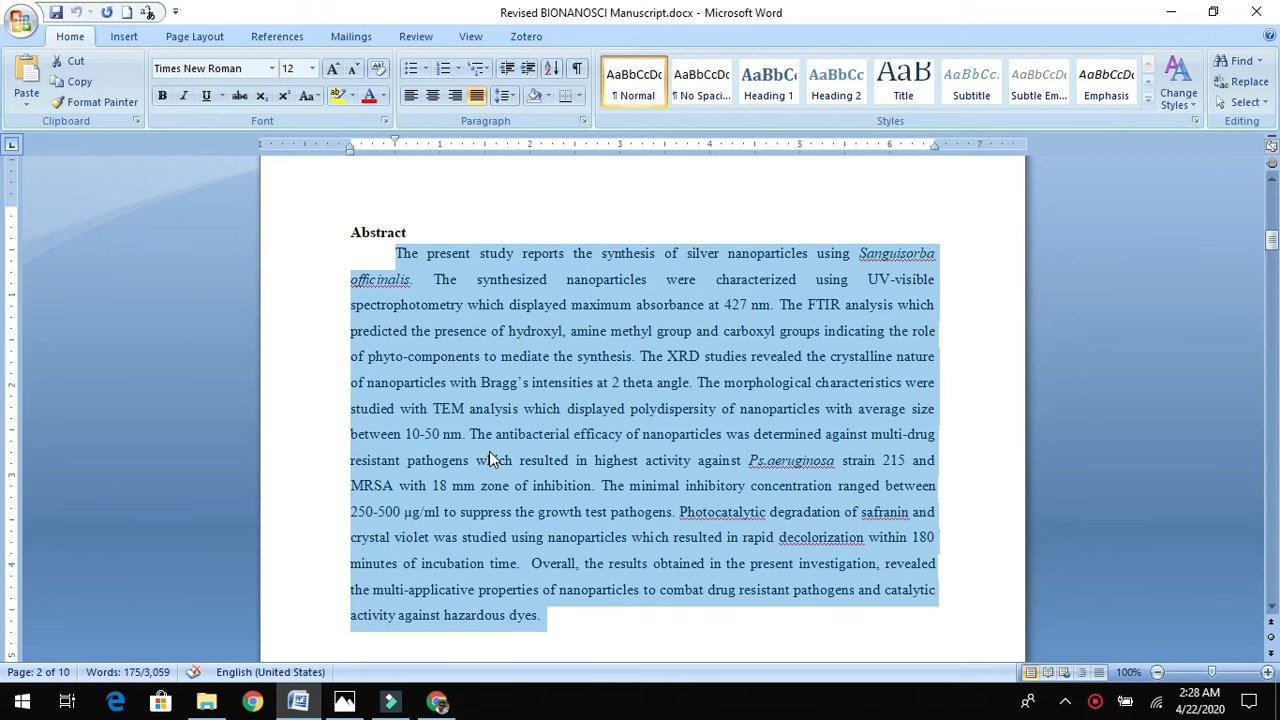 Revised BIONANOSCI Manuscript.docx - Microsoft Word
Home Insert Page Layout References Mailings Review View Zotero
Paste
Cut
Copy
Format Painter
Clipboard
Times New Roman 12
Font
Paragraph
AaBbCcDc AaBbCcDc AaBbC AaBbCc AaB AaBbCc. AaBbCcDc AaBbCcDc
¶ Normal ¶ No Spaci... Heading 1 Heading 2 Title Subtitle Subtle Em... Emphasis
Change Styles
Styles
Find
Replace
Select
Editing
1 1 2 3 4 5 6 7
Abstract
The present study reports the synthesis of silver nanoparticles using Sanguisorba
officinalis. The synthesized nanoparticles were characterized using UV-visible
spectrophotometry which displayed maximum absorbance at 427 nm. The FTIR analysis which
predicted the presence of hydroxyl, amine methyl group and carboxyl groups indicating the role
of phyto-components to mediate the synthesis. The XRD studies revealed the crystalline nature
of nanoparticles with Bragg’s intensities at 2 theta angle. The morphological characteristics were
studied with TEM analysis which displayed polydispersity of nanoparticles with average size
between 10-50 nm. The antibacterial efficacy of nanoparticles was determined against multi-drug
resistant pathogens which resulted in highest activity against Ps.aeruginosa strain 215 and
MRSA with 18 mm zone of inhibition. The minimal inhibitory concentration ranged between
250-500 µg/ml to suppress the growth test pathogens. Photocatalytic degradation of safranin and
crystal violet was studied using nanoparticles which resulted in rapid decolorization within 180
minutes of incubation time. Overall, the results obtained in the present investigation, revealed
the multi-applicative properties of nanoparticles to combat drug resistant pathogens and catalytic
activity against hazardous dyes.
Page: 2 of 10 Words: 175/3,059 English (United States) 100%
2:28 AM
4/22/2020